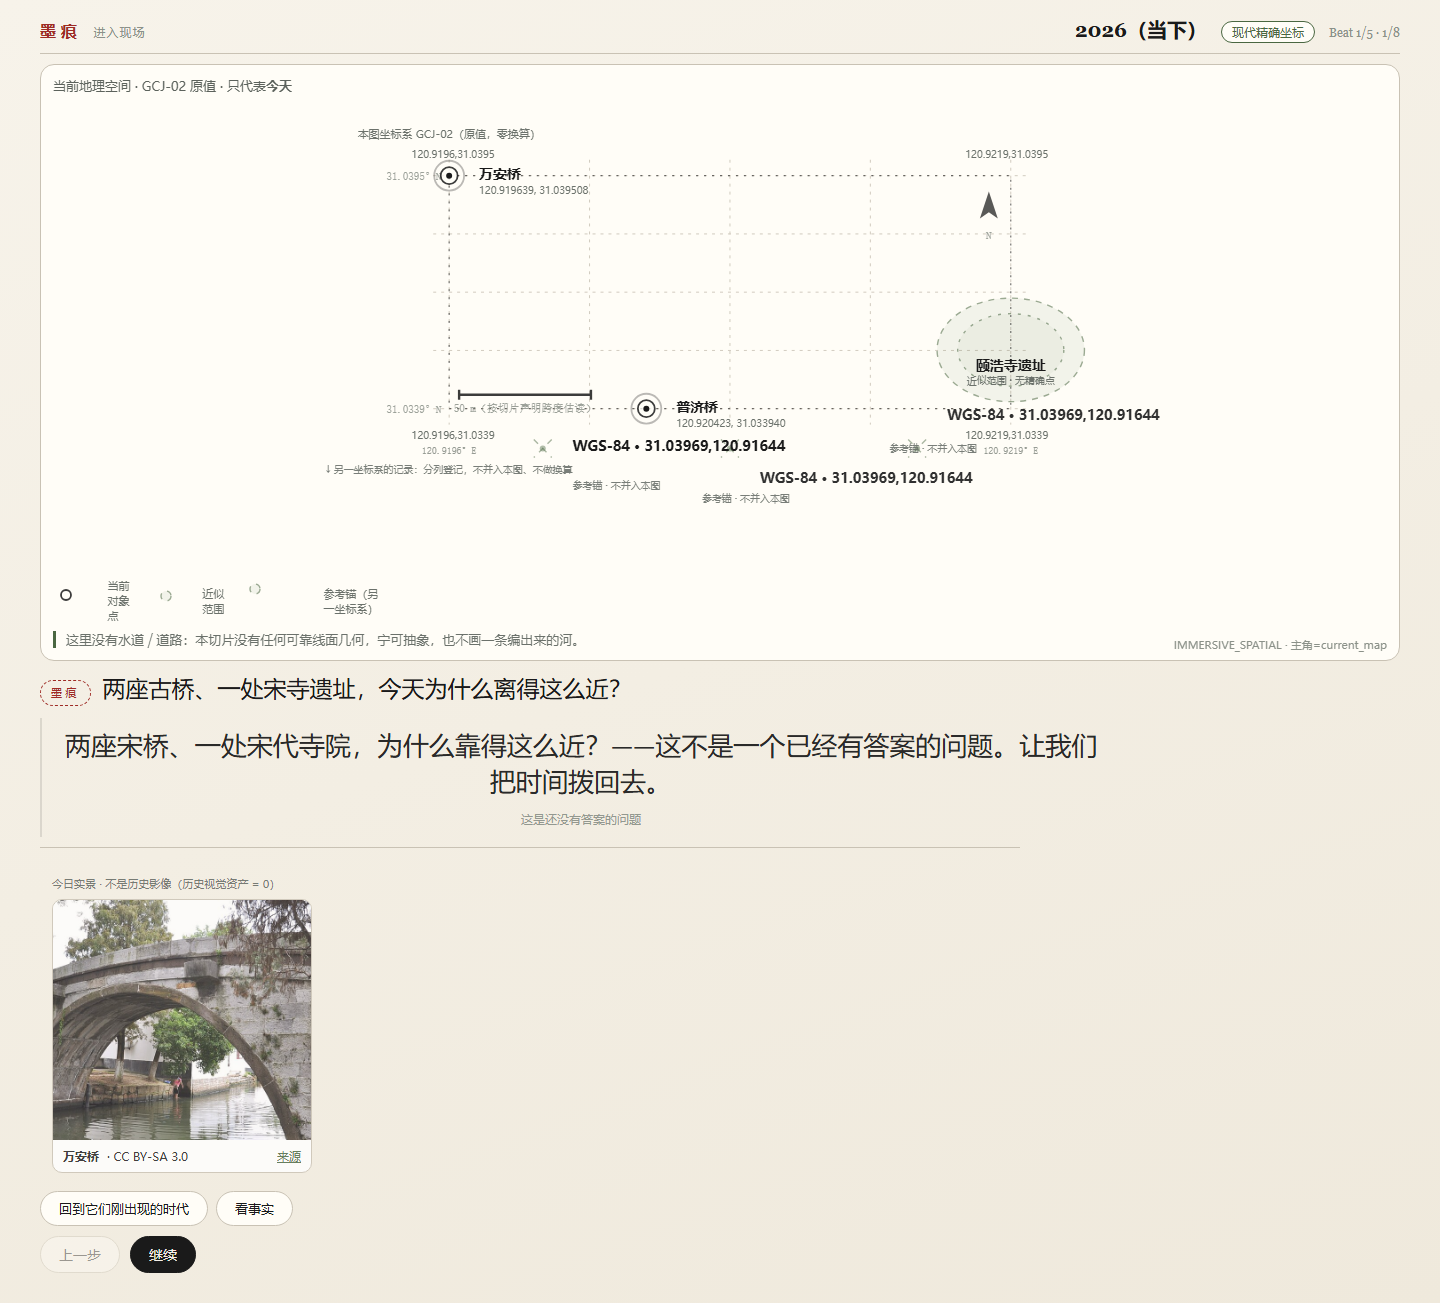 墨痕 进入现场
2026（当下） 现代精确坐标 Beat 1/5 · 1/8
当前地理空间 · GCJ-02 原值 · 只代表今天
本图坐标系 GCJ-02（原值，零换算）
120.9196,31.0395
120.9219,31.0395
31.0395° N
万安桥
120.919639, 31.039508
N
颐浩寺遗址
近似范围 · 无精确点
50 m（按切片声明跨度估读）
31.0339° N
普济桥
120.920423, 31.033940
WGS-84 • 31.03969,120.91644
120.9196,31.0339
120.9219,31.0339
WGS-84 • 31.03969,120.91644
参考锚 · 不并入本图
120.9196° E
120.9219° E
↓另一坐标系的记录：分列登记，不并入本图、不做换算
WGS-84 • 31.03969,120.91644
参考锚 · 不并入本图
参考锚 · 不并入本图
当前
对象
点
近似
范围
参考锚（另
一坐标系）
这里没有水道 / 道路：本切片没有任何可靠线面几何，宁可抽象，也不画一条编出来的河。
IMMERSIVE_SPATIAL · 主角=current_map
墨痕 两座古桥、一处宋寺遗址，今天为什么离得这么近？
两座宋桥、一处宋代寺院，为什么靠得这么近？——这不是一个已经有答案的问题。让我们
把时间拨回去。
这是还没有答案的问题
今日实景 · 不是历史影像（历史视觉资产 = 0）
万安桥 · CC BY-SA 3.0 来源
回到它们刚出现的时代 看事实
上一步 继续